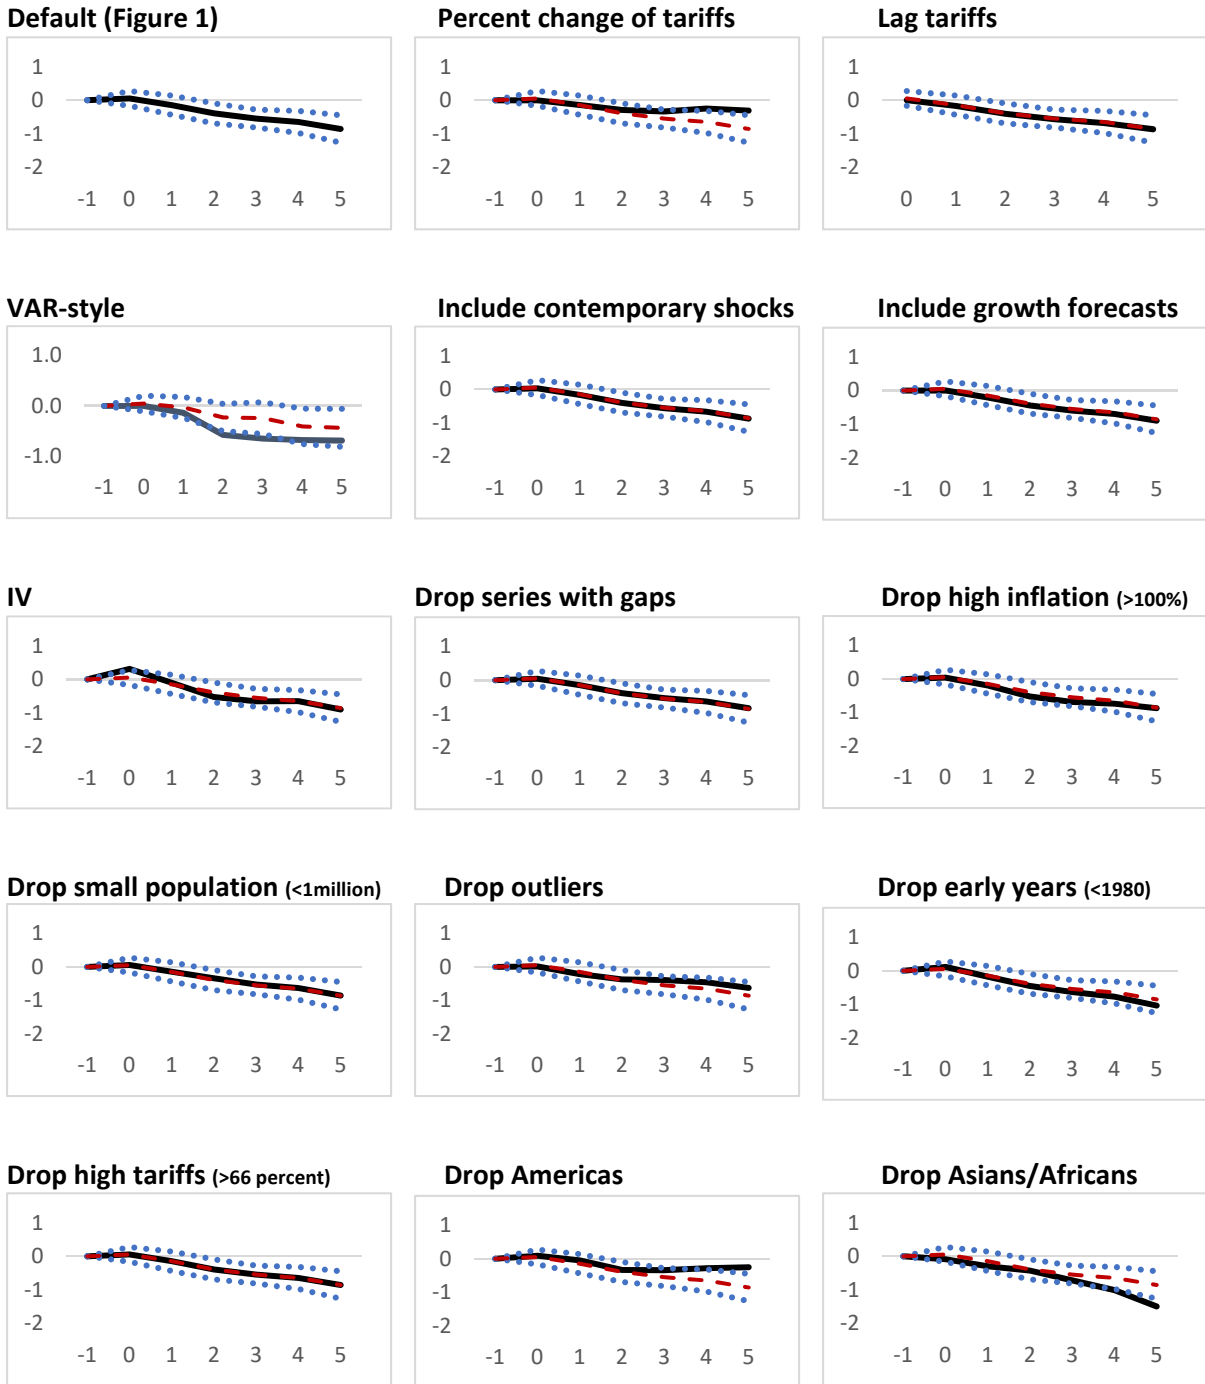 Default (Figure 1)
1
0
-1
-2
-1 0 1 2 3 4 5
Percent change of tariffs
1
0
-1
-2
-1 0 1 2 3 4 5
Lag tariffs
1
0
-1
-2
0 1 2 3 4 5
VAR-style
1.0
0.0
-1.0
-1 0 1 2 3 4 5
Include contemporary shocks
1
0
-1
-2
-1 0 1 2 3 4 5
Include growth forecasts
1
0
-1
-2
-1 0 1 2 3 4 5
IV
1
0
-1
-2
-1 0 1 2 3 4 5
Drop series with gaps
1
0
-1
-2
-1 0 1 2 3 4 5
Drop high inflation (>100%)
1
0
-1
-2
-1 0 1 2 3 4 5
Drop small population (<1million)
1
0
-1
-2
-1 0 1 2 3 4 5
Drop outliers
1
0
-1
-2
-1 0 1 2 3 4 5
Drop early years (<1980)
1
0
-1
-2
-1 0 1 2 3 4 5
Drop high tariffs (>66 percent)
1
0
-1
-2
-1 0 1 2 3 4 5
Drop Americas
1
0
-1
-2
-1 0 1 2 3 4 5
Drop Asians/Africans
1
0
-1
-2
-1 0 1 2 3 4 5